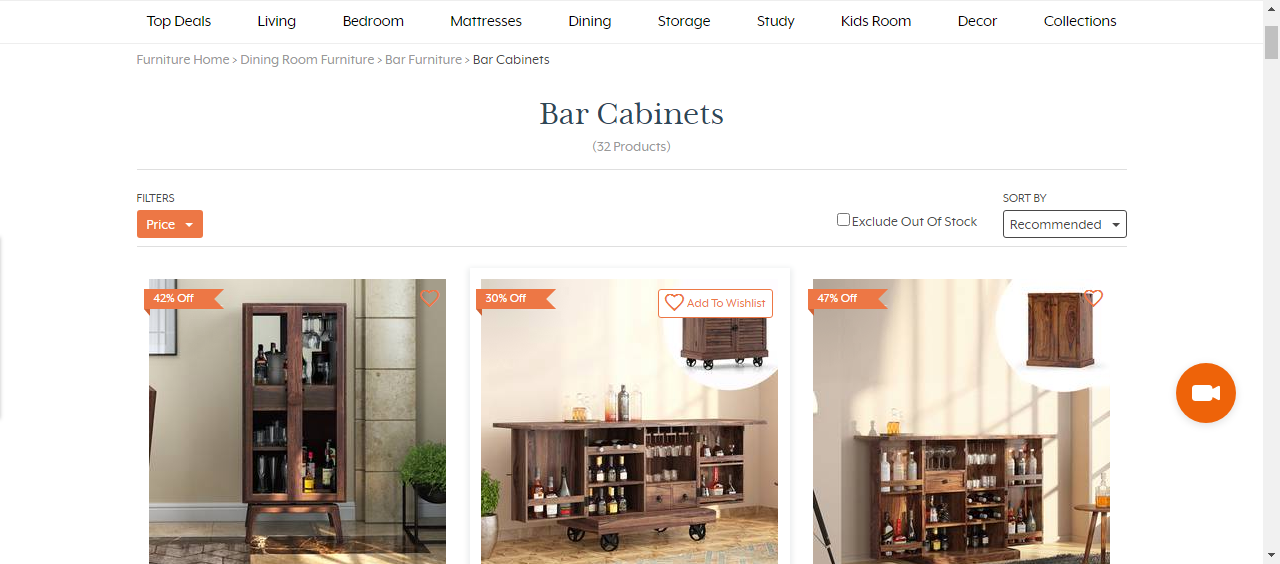 Top Deals Living Bedroom Mattresses Dining Storage Study Kids Room Decor Collections
Furniture Home > Dining Room Furniture > Bar Furniture > Bar Cabinets
Bar Cabinets
(32 Products)
FILTERS
SORT BY
Price
Exclude Out Of Stock
Recommended
42% Off
30% Off
Add To Wishlist
47% Off